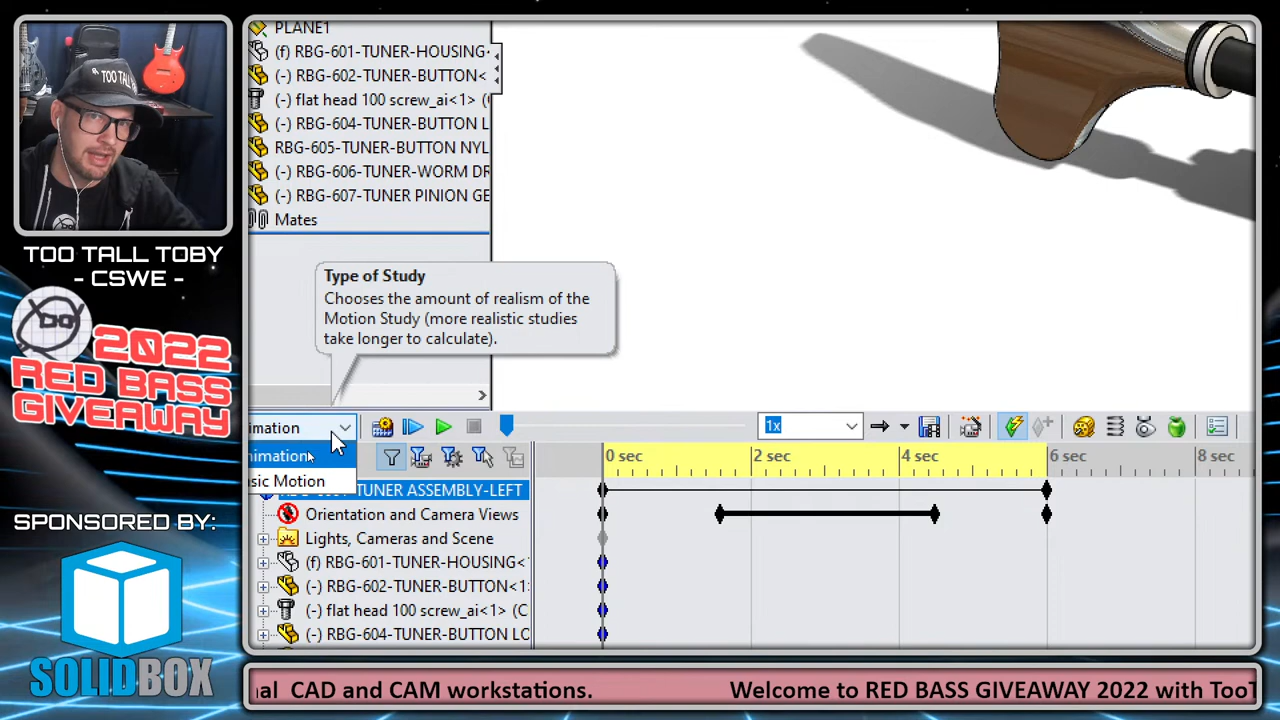 TOO TALL
TOO TALL TOBY
- CSWE -
2022
RED BASS
GIVEAWAY
SPONSORED BY:
SOLIDBOX
PLANE1
(f) RBG-601-TUNER-HOUSING
(-) RBG-602-TUNER-BUTTON<
(-) flat head 100 screw_ai<1> (
(-) RBG-604-TUNER-BUTTON L
RBG-605-TUNER-BUTTON NYL
(-) RBG-606-TUNER-WORM DR
(-) RBG-607-TUNER PINION GE
Mates
Type of Study
Chooses the amount of realism of the
Motion Study (more realistic studies
take longer to calculate).
imation
nimation
sic Motion
1x
0 sec
2 sec
4 sec
6 sec
8 sec
TUNER ASSEMBLY-LEFT
Orientation and Camera Views
Lights, Cameras and Scene
(f) RBG-601-TUNER-HOUSING<
(-) RBG-602-TUNER-BUTTON<1
(-) flat head 100 screw_ai<1> (C
(-) RBG-604-TUNER-BUTTON LO
al CAD and CAM workstations. Welcome to RED BASS GIVEAWAY 2022 with TooT